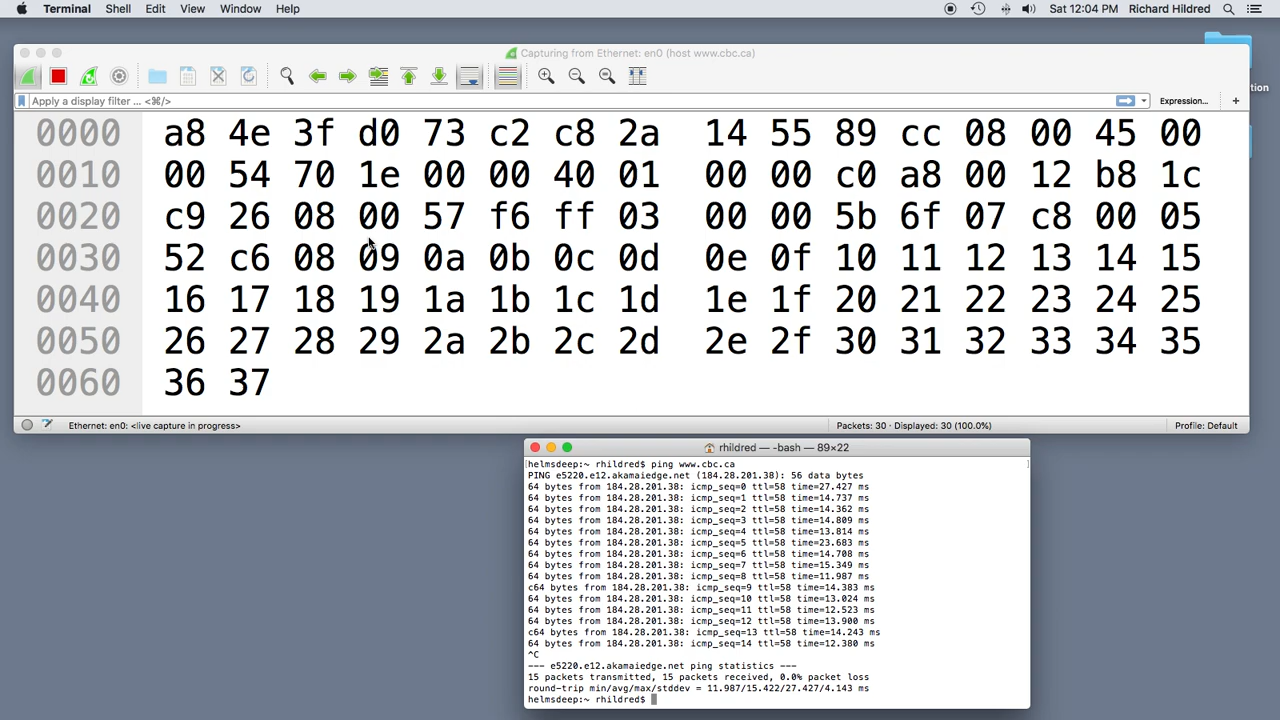 Terminal Shell Edit View Window Help Sat 12:04 PM Richard Hildred
Capturing from Ethernet: en0 (host www.cbc.ca)
Apply a display filter ... <⌘/> Expression... +
0000 a8 4e 3f d0 73 c2 c8 2a 14 55 89 cc 08 00 45 00
0010 00 54 70 1e 00 00 40 01 00 00 c0 a8 00 12 b8 1c
0020 c9 26 08 00 57 f6 ff 03 00 00 5b 6f 07 c8 00 05
0030 52 c6 08 09 0a 0b 0c 0d 0e 0f 10 11 12 13 14 15
0040 16 17 18 19 1a 1b 1c 1d 1e 1f 20 21 22 23 24 25
0050 26 27 28 29 2a 2b 2c 2d 2e 2f 30 31 32 33 34 35
0060 36 37
Ethernet: en0: <live capture in progress> Packets: 30 · Displayed: 30 (100.0%) Profile: Default
rhildred — -bash — 89×22
[helmsdeep:~ rhildred$ ping www.cbc.ca ]
PING e5220.e12.akamaiedge.net (184.28.201.38): 56 data bytes
64 bytes from 184.28.201.38: icmp_seq=0 ttl=58 time=27.427 ms
64 bytes from 184.28.201.38: icmp_seq=1 ttl=58 time=14.737 ms
64 bytes from 184.28.201.38: icmp_seq=2 ttl=58 time=14.362 ms
64 bytes from 184.28.201.38: icmp_seq=3 ttl=58 time=14.809 ms
64 bytes from 184.28.201.38: icmp_seq=4 ttl=58 time=13.814 ms
64 bytes from 184.28.201.38: icmp_seq=5 ttl=58 time=23.683 ms
64 bytes from 184.28.201.38: icmp_seq=6 ttl=58 time=14.708 ms
64 bytes from 184.28.201.38: icmp_seq=7 ttl=58 time=15.349 ms
64 bytes from 184.28.201.38: icmp_seq=8 ttl=58 time=11.987 ms
c64 bytes from 184.28.201.38: icmp_seq=9 ttl=58 time=14.383 ms
64 bytes from 184.28.201.38: icmp_seq=10 ttl=58 time=13.024 ms
64 bytes from 184.28.201.38: icmp_seq=11 ttl=58 time=12.523 ms
64 bytes from 184.28.201.38: icmp_seq=12 ttl=58 time=13.900 ms
c64 bytes from 184.28.201.38: icmp_seq=13 ttl=58 time=14.243 ms
64 bytes from 184.28.201.38: icmp_seq=14 ttl=58 time=12.380 ms
^C
--- e5220.e12.akamaiedge.net ping statistics ---
15 packets transmitted, 15 packets received, 0.0% packet loss
round-trip min/avg/max/stddev = 11.987/15.422/27.427/4.143 ms
helmsdeep:~ rhildred$